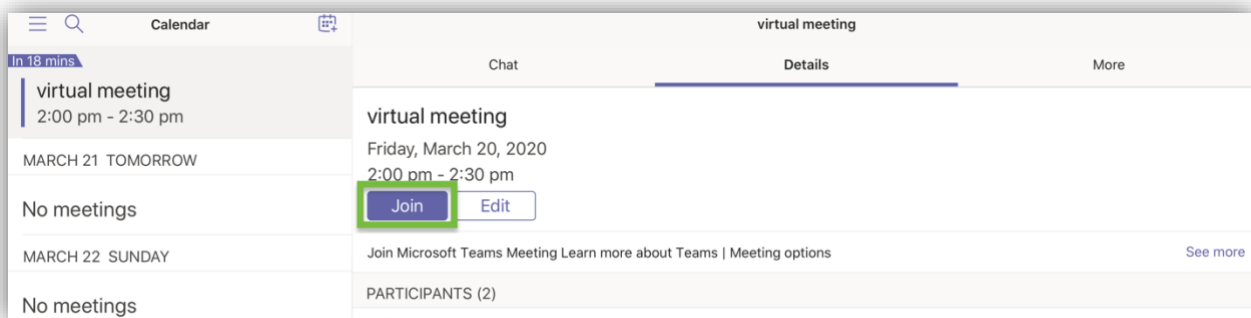 Calendar
In 18 mins
virtual meeting
2:00 pm - 2:30 pm
MARCH 21 TOMORROW
No meetings
MARCH 22 SUNDAY
No meetings
virtual meeting
Chat
Details
More
virtual meeting
Friday, March 20, 2020
2:00 pm - 2:30 pm
Join
Edit
Join Microsoft Teams Meeting Learn more about Teams | Meeting options
See more
PARTICIPANTS (2)